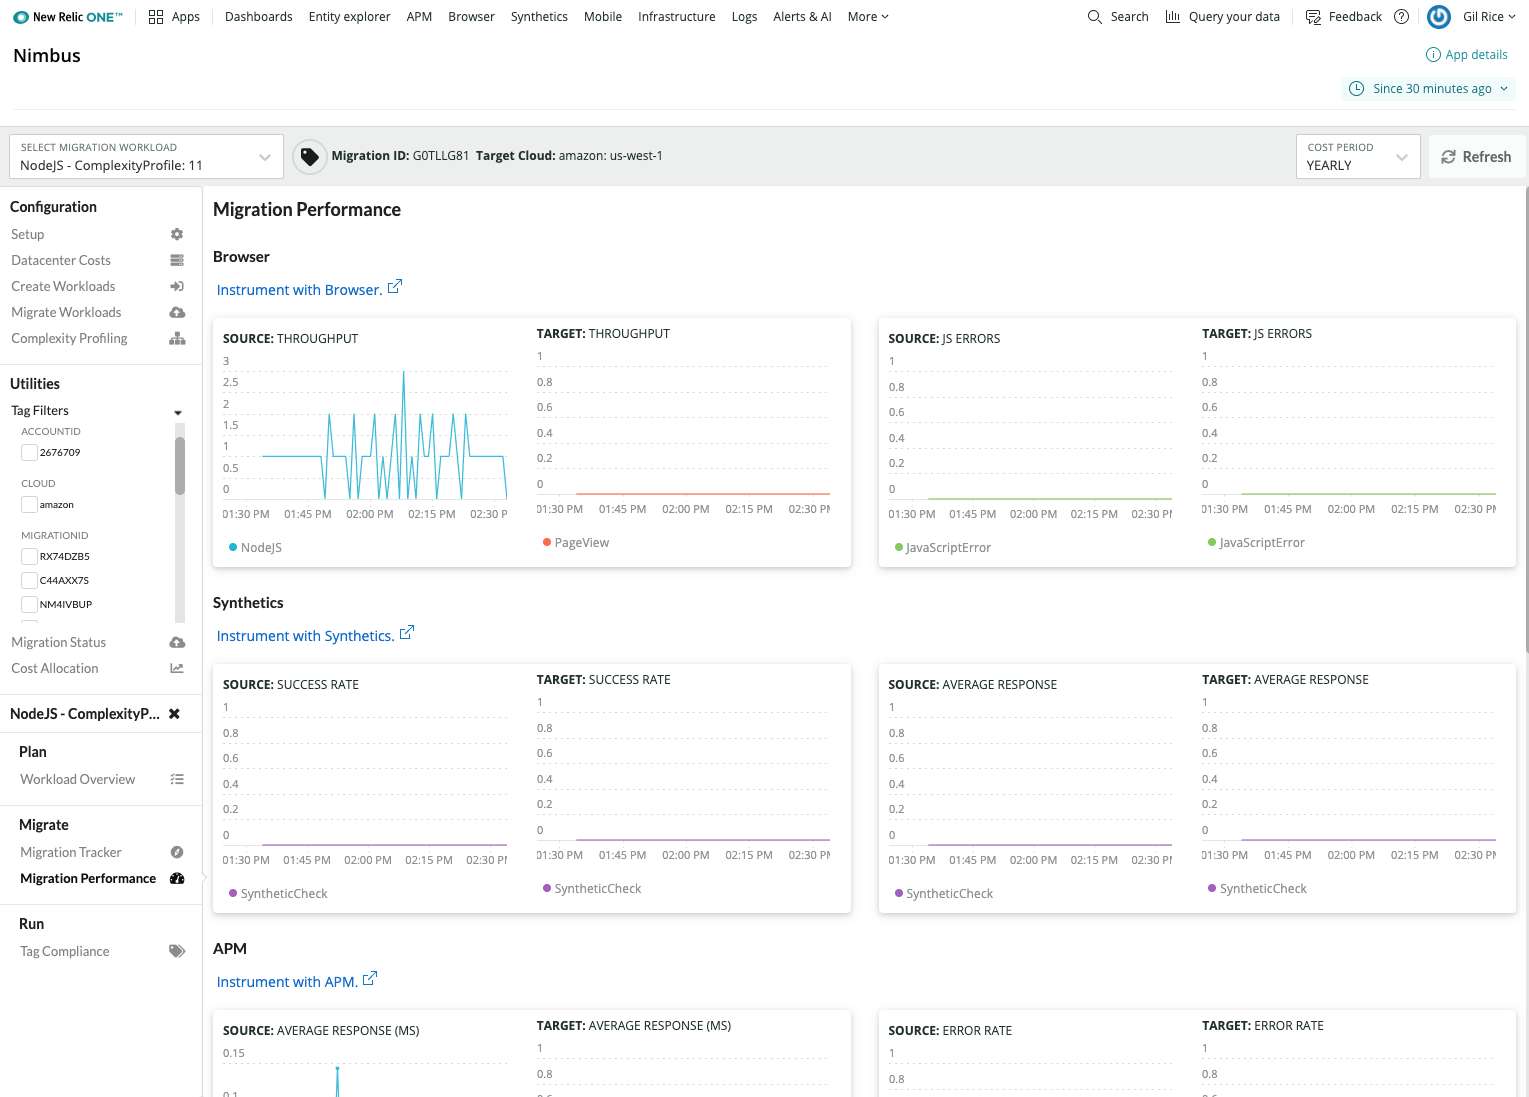 New Relic ONE™ Apps Dashboards Entity explorer APM Browser Synthetics Mobile Infrastructure Logs Alerts & AI More Search Query your data Feedback Gil Rice
Nimbus
App details
Since 30 minutes ago
SELECT MIGRATION WORKLOAD
NodeJS - ComplexityProfile: 11
Migration ID: G0TLLG81 Target Cloud: amazon: us-west-1
COST PERIOD
YEARLY
Refresh
Configuration
Setup
Datacenter Costs
Create Workloads
Migrate Workloads
Complexity Profiling
Utilities
Tag Filters
ACCOUNTID
2676709
CLOUD
amazon
MIGRATIONID
RX74DZB5
C44AXX7S
NM4IVBUP
Migration Status
Cost Allocation
NodeJS - ComplexityP...
Plan
Workload Overview
Migrate
Migration Tracker
Migration Performance
Run
Tag Compliance
Migration Performance
Browser
Instrument with Browser.
SOURCE: THROUGHPUT
3
2.5
2
1.5
1
0.5
0
01:30 PM 01:45 PM 02:00 PM 02:15 PM 02:30 P
NodeJS
TARGET: THROUGHPUT
1
0.8
0.6
0.4
0.2
0
01:30 PM 01:45 PM 02:00 PM 02:15 PM 02:30 PM
PageView
SOURCE: JS ERRORS
1
0.8
0.6
0.4
0.2
0
01:30 PM 01:45 PM 02:00 PM 02:15 PM 02:30 PM
JavaScriptError
TARGET: JS ERRORS
1
0.8
0.6
0.4
0.2
0
01:30 PM 01:45 PM 02:00 PM 02:15 PM 02:30 PM
JavaScriptError
Synthetics
Instrument with Synthetics.
SOURCE: SUCCESS RATE
1
0.8
0.6
0.4
0.2
0
01:30 PM 01:45 PM 02:00 PM 02:15 PM 02:30 PM
SyntheticCheck
TARGET: SUCCESS RATE
1
0.8
0.6
0.4
0.2
0
01:30 PM 01:45 PM 02:00 PM 02:15 PM 02:30 PM
SyntheticCheck
SOURCE: AVERAGE RESPONSE
1
0.8
0.6
0.4
0.2
0
01:30 PM 01:45 PM 02:00 PM 02:15 PM 02:30 PM
SyntheticCheck
TARGET: AVERAGE RESPONSE
1
0.8
0.6
0.4
0.2
0
01:30 PM 01:45 PM 02:00 PM 02:15 PM 02:30 PM
SyntheticCheck
APM
Instrument with APM.
SOURCE: AVERAGE RESPONSE (MS)
0.15
0.1
TARGET: AVERAGE RESPONSE (MS)
1
0.8
0.6
SOURCE: ERROR RATE
1
0.8
TARGET: ERROR RATE
1
0.8
0.6